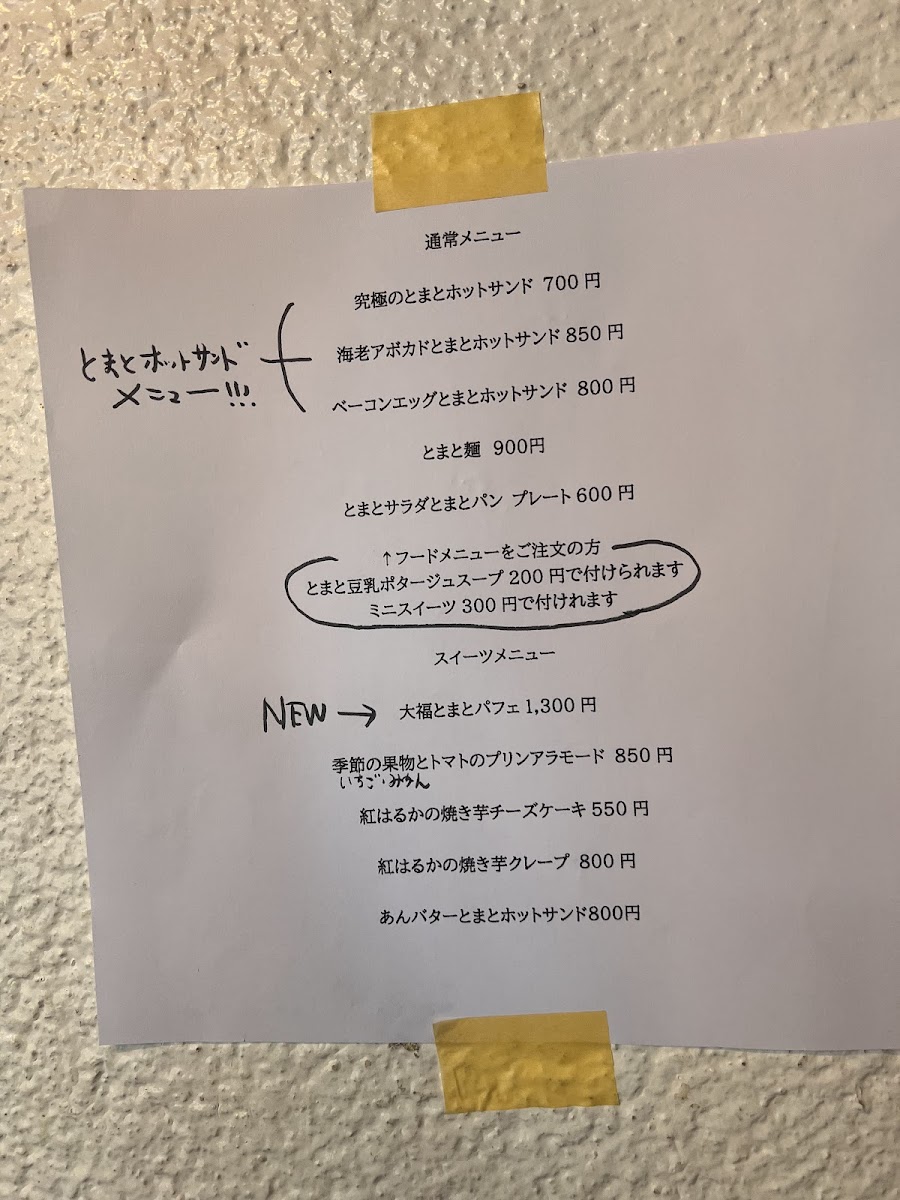 通常メニュー
究極のとまとホットサンド 700円
とまとホットサンド
メニュー!!!
海老アボカドとまとホットサンド 850円
ベーコンエッグとまとホットサンド 800円
とまと麺 900円
とまとサラダとまとパン プレート600円
↑フードメニューをご注文の方
とまと豆乳ポタージュスープ 200円で付けられます
ミニスイーツ 300円で付けれます
スイーツメニュー
NEW → 大福とまとパフェ1,300円
季節の果物とトマトのプリンアラモード 850円
いちご・みかん
紅はるかの焼き芋チーズケーキ 550円
紅はるかの焼き芋クレープ 800円
あんバターとまとホットサンド800円